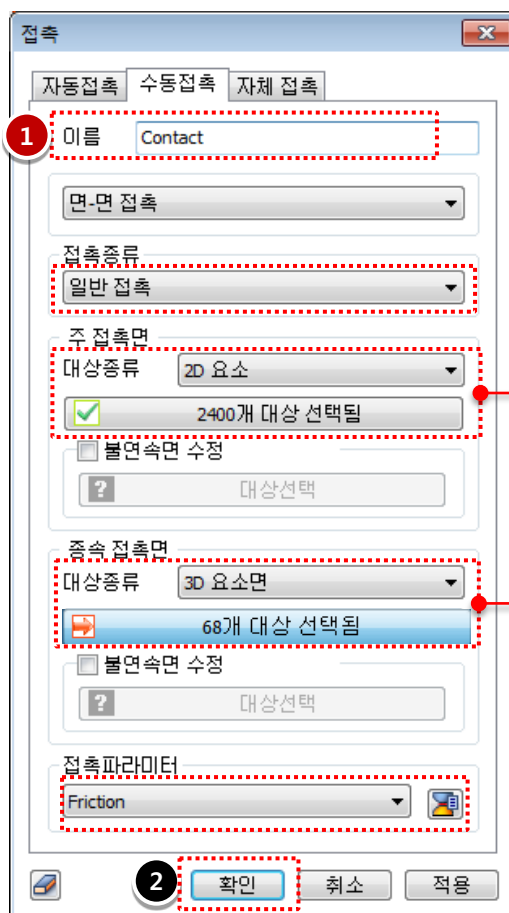 접촉
자동접촉 수동접촉 자체 접촉
1 이름 Contact
면-면 접촉
접촉종류
일반 접촉
주 접촉면
대상종류 2D 요소
2400개 대상 선택됨
불연속면 수정
? 대상선택
종속 접촉면
대상종류 3D 요소면
68개 대상 선택됨
불연속면 수정
? 대상선택
접촉파라미터
Friction
2 확인 취소 적용